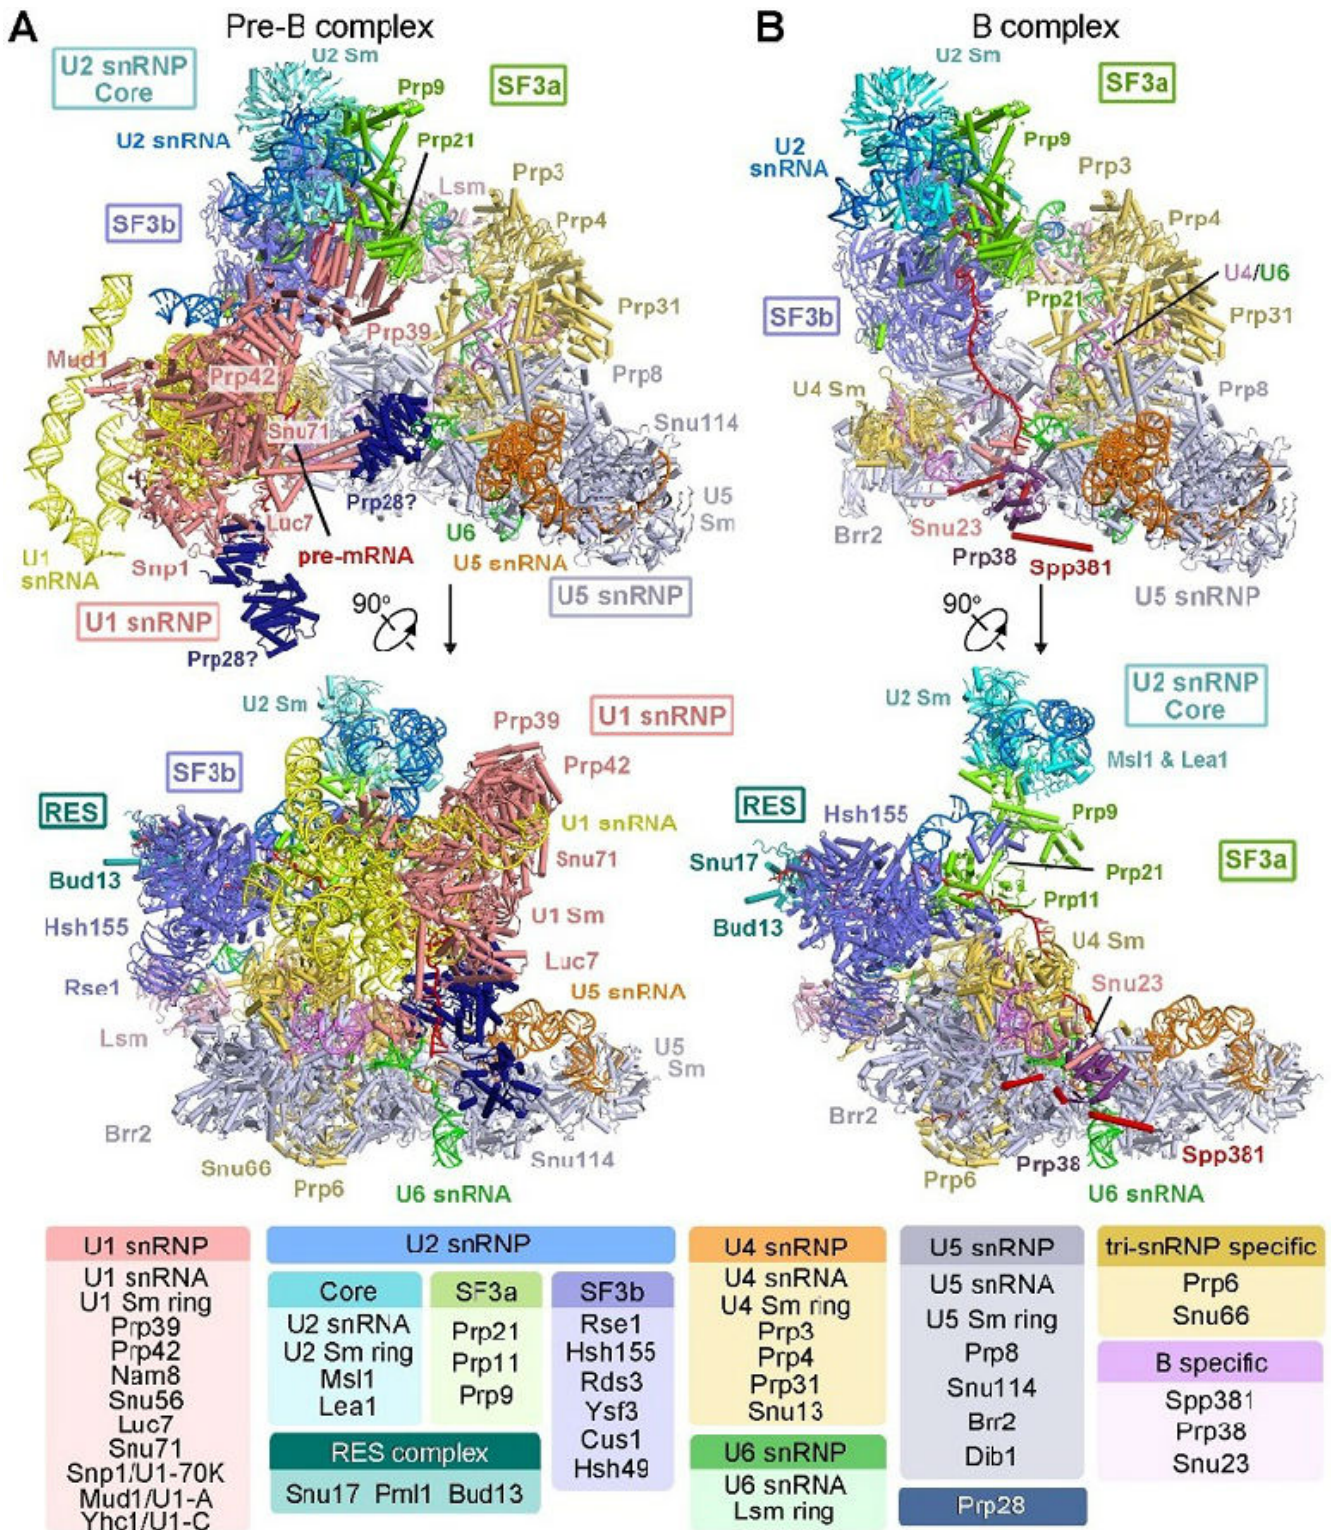 A
Pre-B complex
U2 snRNP
Core
U2 Sm
Prp9
SF3a
U2 snRNA
Prp21
Lsm
Prp3
SF3b
Prp4
Prp31
Prp39
Mud1
Prp42
Prp8
Snu71
Snu114
Prp28?
U5
Sm
Luc7
U6
U1
snRNA
Snp1
pre-mRNA
U5 snRNA
U1 snRNP
U5 snRNP
90°
Prp28?
U2 Sm
Prp39
U1 snRNP
SF3b
Prp42
RES
U1 snRNA
Snu71
Bud13
Hsh155
U1 Sm
Luc7
Rse1
U5 snRNA
Lsm
U5
Sm
Brr2
Snu66
Snu114
Prp6
U6 snRNA
B
B complex
U2 Sm
SF3a
U2
snRNA
Prp9
Prp3
Prp4
U4/U6
Prp21
SF3b
Prp31
U4 Sm
Prp8
Brr2
Snu23
Prp38
Spp381
U5 snRNP
90°
U2 Sm
U2 snRNP
Core
Msl1 & Lea1
RES
Hsh155
Prp9
Snu17
SF3a
Prp21
Prp11
Bud13
U4 Sm
Snu23
Brr2
Prp38
Spp381
Prp6
U6 snRNA
U1 snRNP
U1 snRNA
U1 Sm ring
Prp39
Prp42
Nam8
Snu56
Luc7
Snu71
Snp1/U1-70K
Mud1/U1-A
Yhc1/U1-C
U2 snRNP
Core
U2 snRNA
U2 Sm ring
Msl1
Lea1
SF3a
Prp21
Prp11
Prp9
SF3b
Rse1
Hsh155
Rds3
Ysf3
Cus1
Hsh49
RES complex
Snu17 Pml1 Bud13
U4 snRNP
U4 snRNA
U4 Sm ring
Prp3
Prp4
Prp31
Snu13
U6 snRNP
U6 snRNA
Lsm ring
U5 snRNP
U5 snRNA
U5 Sm ring
Prp8
Snu114
Brr2
Dib1
Prp28
tri-snRNP specific
Prp6
Snu66
B specific
Spp381
Prp38
Snu23